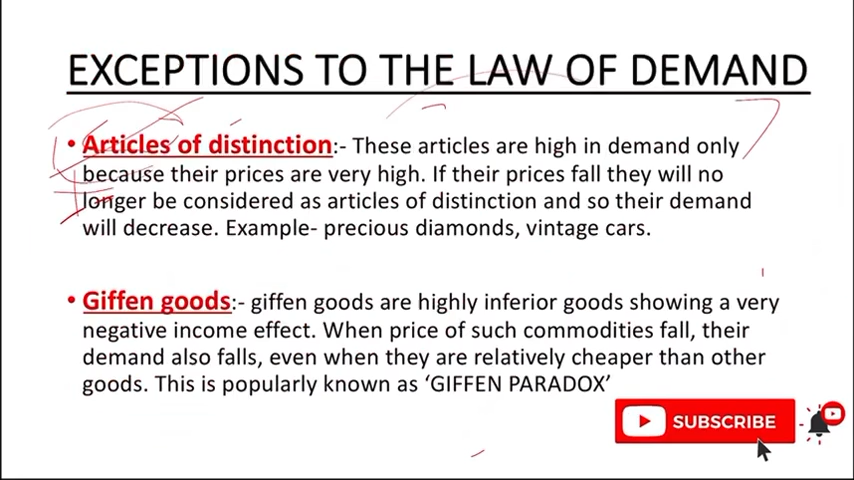 EXCEPTIONS TO THE LAW OF DEMAND
• Articles of distinction:- These articles are high in demand only
because their prices are very high. If their prices fall they will no
longer be considered as articles of distinction and so their demand
will decrease. Example- precious diamonds, vintage cars.
• Giffen goods:- giffen goods are highly inferior goods showing a very
negative income effect. When price of such commodities fall, their
demand also falls, even when they are relatively cheaper than other
goods. This is popularly known as ‘GIFFEN PARADOX’
SUBSCRIBE